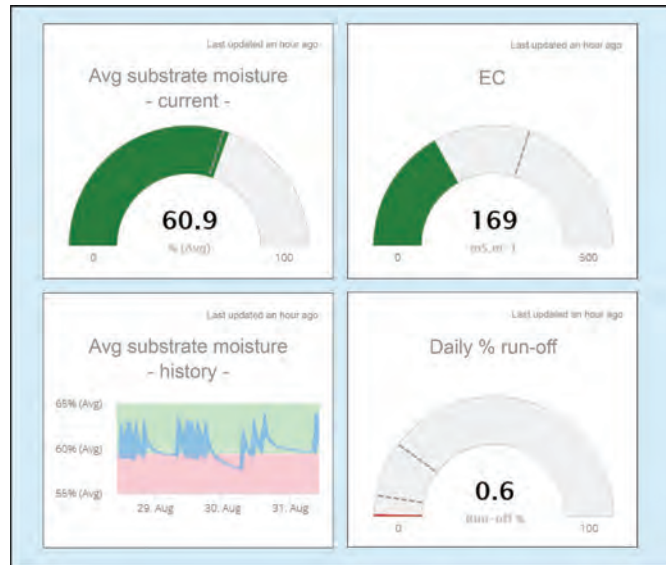 Last updated an hour ago
Avg substrate moisture
- current -
60.9
% (Avg)
0
100
Last updated an hour ago
EC
169
mS.m-1
0
500
Last updated an hour ago
Avg substrate moisture
- history -
65% (Avg)
60% (Avg)
55% (Avg)
29. Aug
30. Aug
31. Aug
Last updated an hour ago
Daily % run-off
0.6
Run-off %
0
100